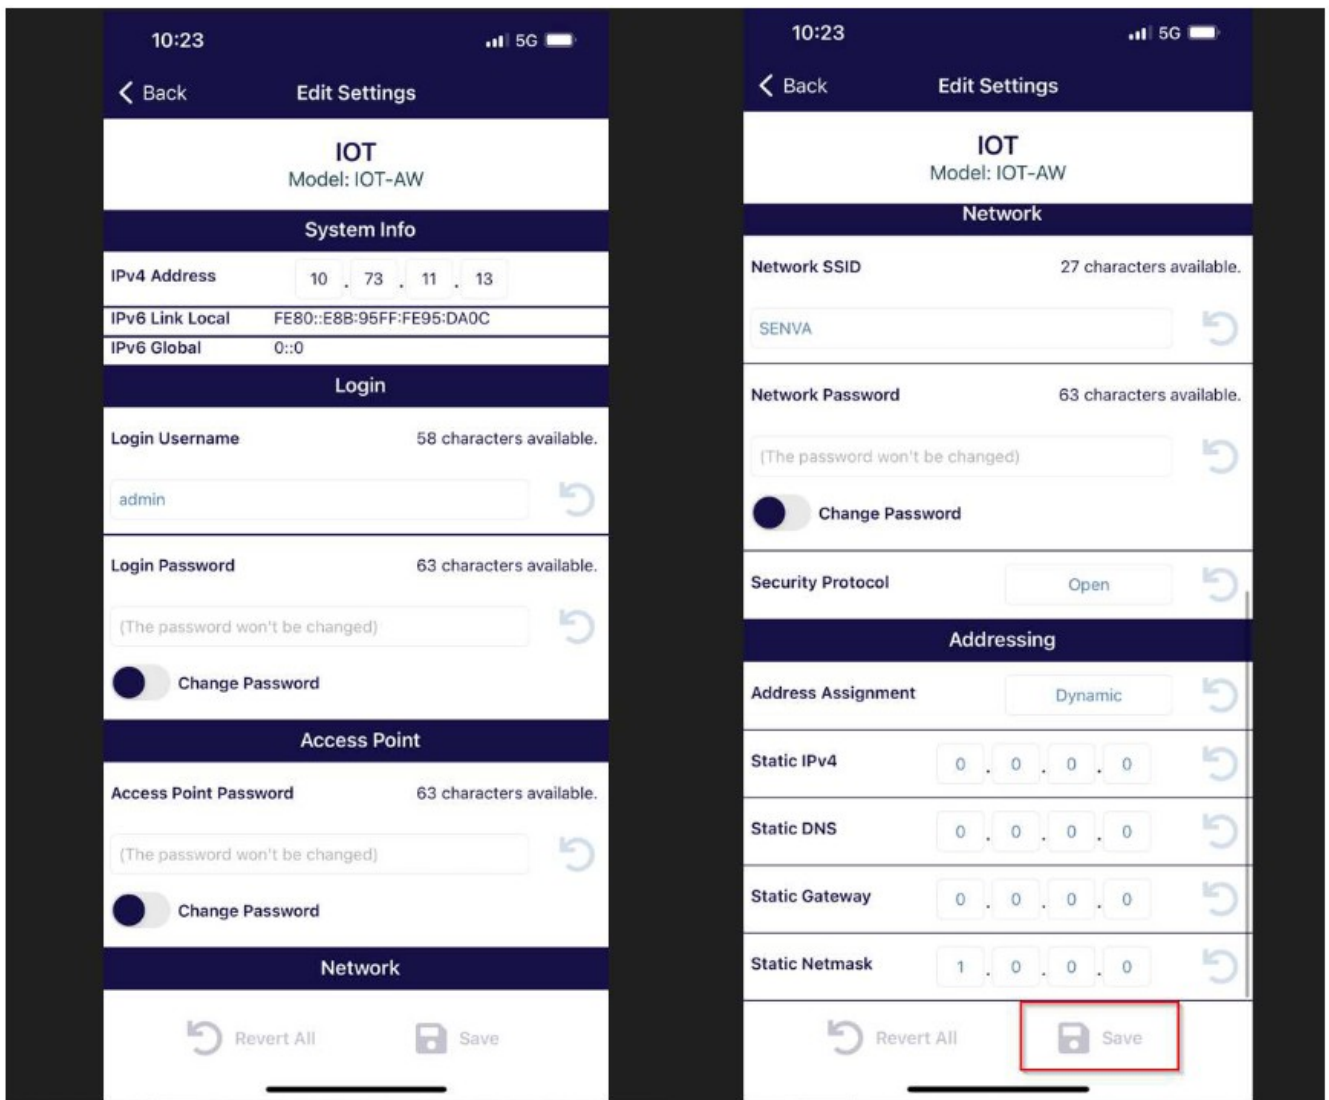 10:23
5G
Back
Edit Settings
IOT
Model: IOT-AW
System Info
IPv4 Address 10 . 73 . 11 . 13
IPv6 Link Local FE80::E8B:95FF:FE95:DA0C
IPv6 Global 0::0
Login
Login Username 58 characters available.
admin
Login Password 63 characters available.
(The password won't be changed)
Change Password
Access Point
Access Point Password 63 characters available.
(The password won't be changed)
Change Password
Network
Revert All Save
10:23
5G
Back
Edit Settings
IOT
Model: IOT-AW
Network
Network SSID 27 characters available.
SENVA
Network Password 63 characters available.
(The password won't be changed)
Change Password
Security Protocol Open
Addressing
Address Assignment Dynamic
Static IPv4 0 . 0 . 0 . 0
Static DNS 0 . 0 . 0 . 0
Static Gateway 0 . 0 . 0 . 0
Static Netmask 1 . 0 . 0 . 0
Revert All Save